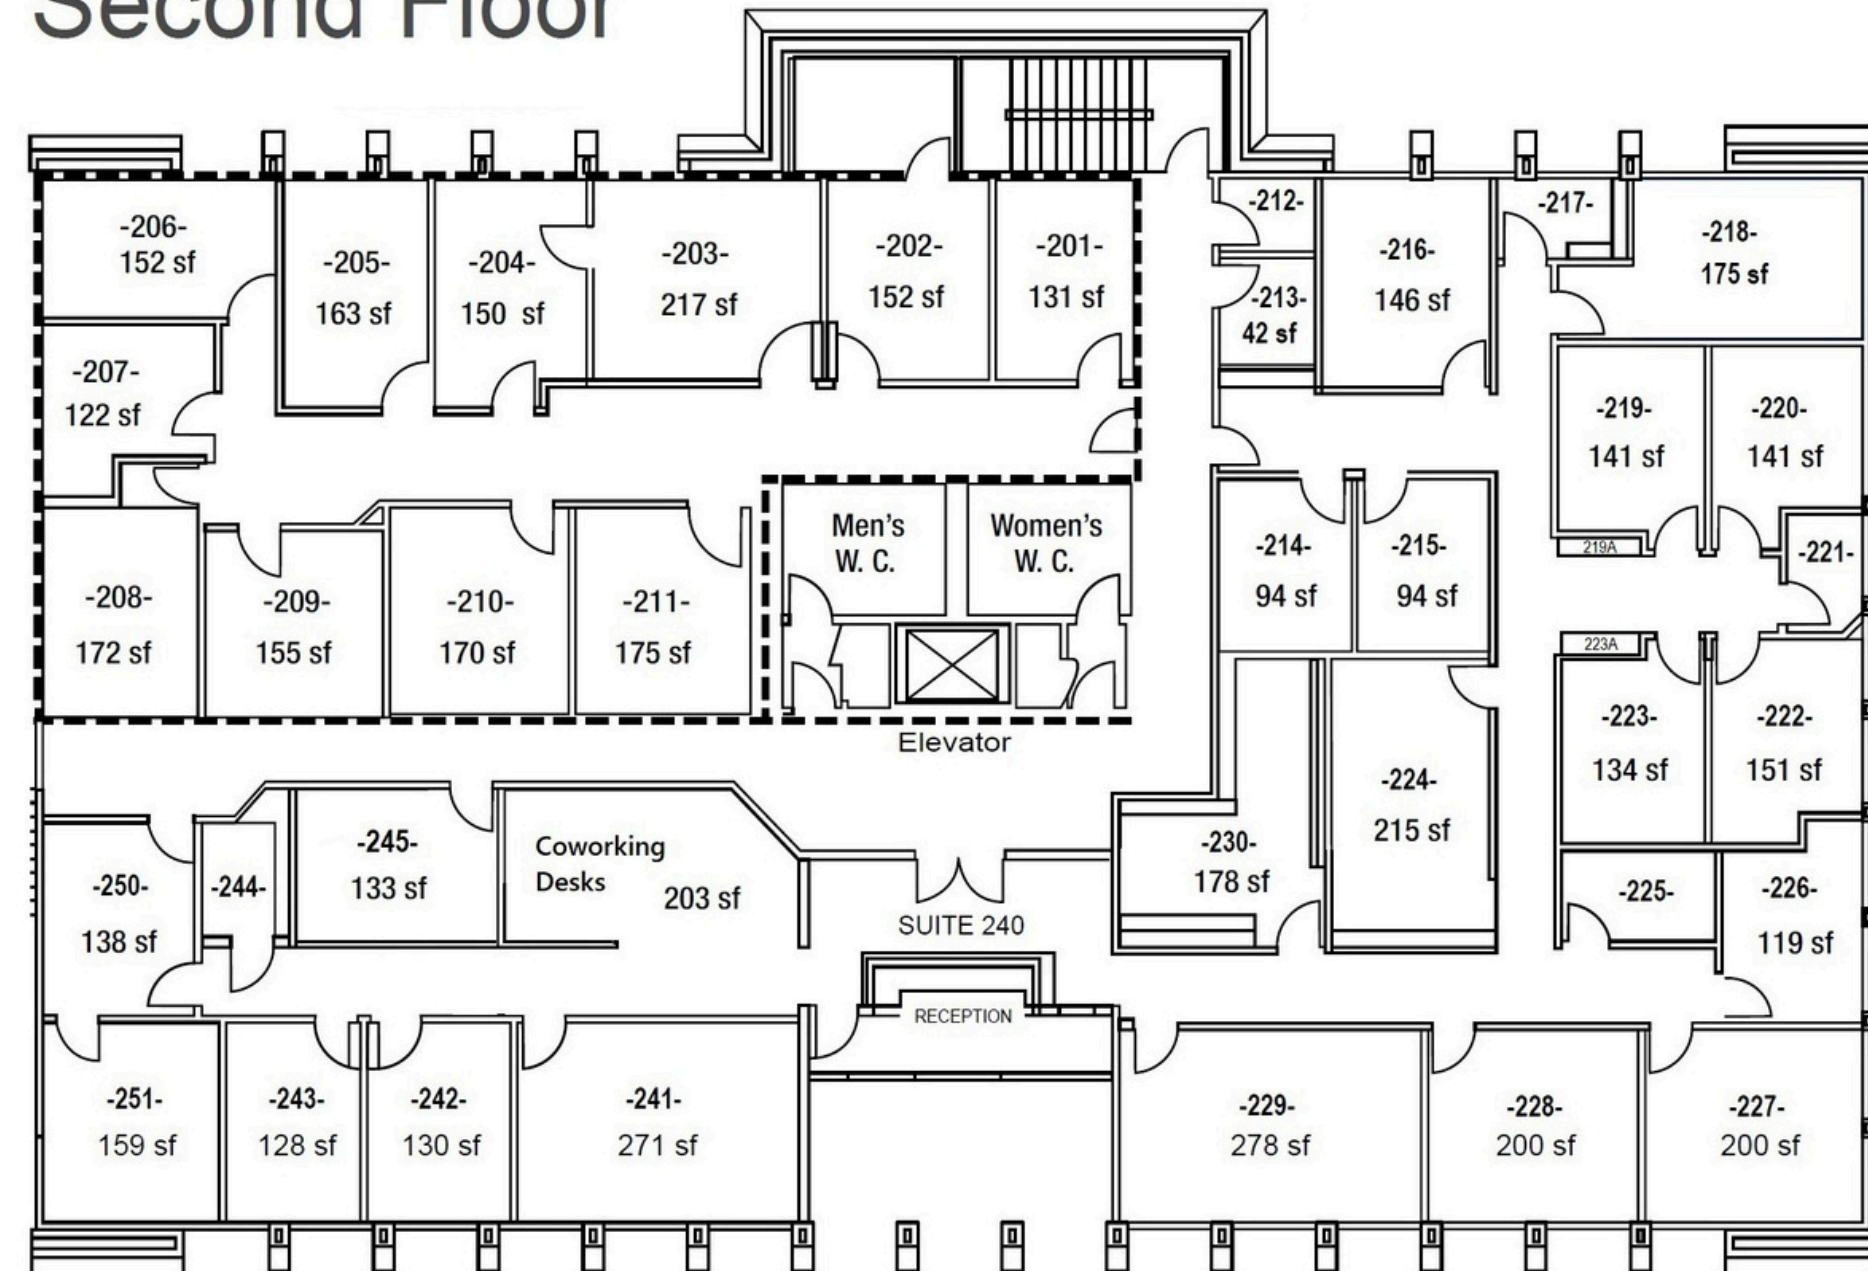 Second Floor
-206-
152 sf
-205-
163 sf
-204-
150 sf
-203-
217 sf
-202-
152 sf
-201-
131 sf
-212-
-213-
42 sf
-216-
146 sf
-217-
-218-
175 sf
-207-
122 sf
-219-
141 sf
-220-
141 sf
Men's
W. C.
Women's
W. C.
-214-
94 sf
-215-
94 sf
219A
-221-
-208-
172 sf
-209-
155 sf
-210-
170 sf
-211-
175 sf
223A
-223-
134 sf
-222-
151 sf
Elevator
-224-
215 sf
-250-
138 sf
-244-
-245-
133 sf
Coworking
Desks
203 sf
SUITE 240
-230-
178 sf
-225-
-226-
119 sf
RECEPTION
-251-
159 sf
-243-
128 sf
-242-
130 sf
-241-
271 sf
-229-
278 sf
-228-
200 sf
-227-
200 sf